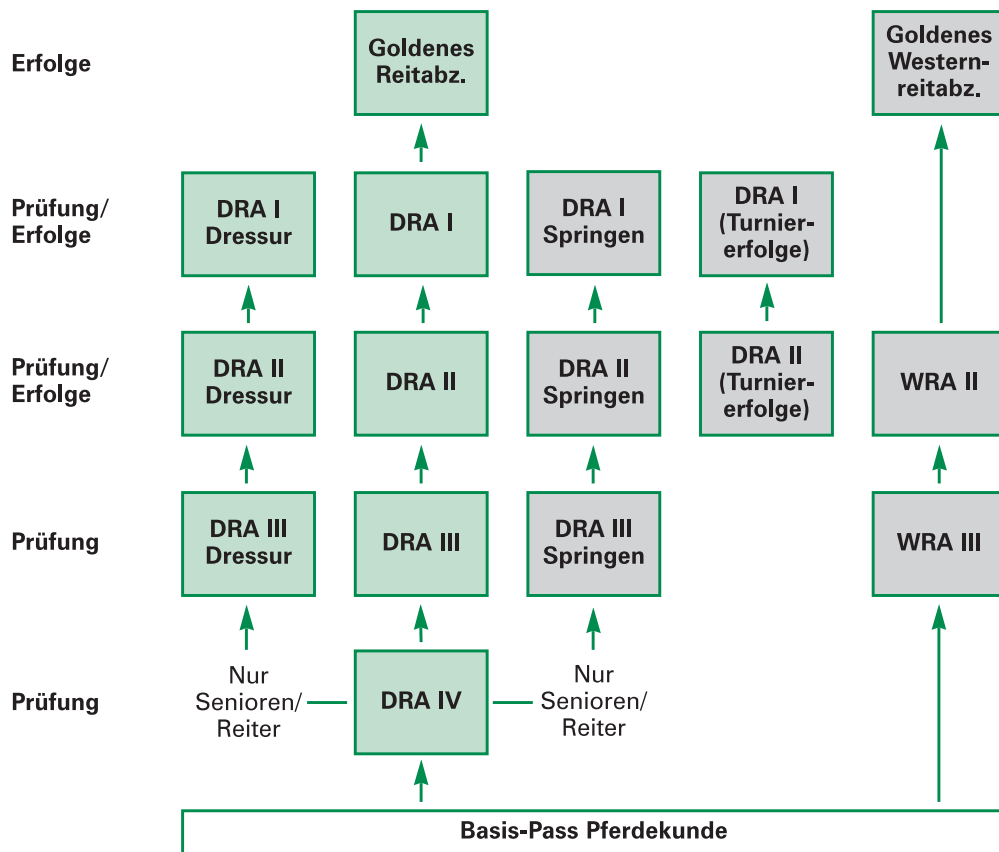 Erfolge
Goldenes
Reitabz.
Goldenes
Western-
reitabz.
Prüfung/
Erfolge
DRA I
Dressur
DRA I
DRA I
Springen
DRA I
(Turnier-
erfolge)
Prüfung/
Erfolge
DRA II
Dressur
DRA II
DRA II
Springen
DRA II
(Turnier-
erfolge)
WRA II
Prüfung
DRA III
Dressur
DRA III
DRA III
Springen
WRA III
Prüfung
Nur
Senioren/
Reiter
DRA IV
Nur
Senioren/
Reiter
Basis-Pass Pferdekunde